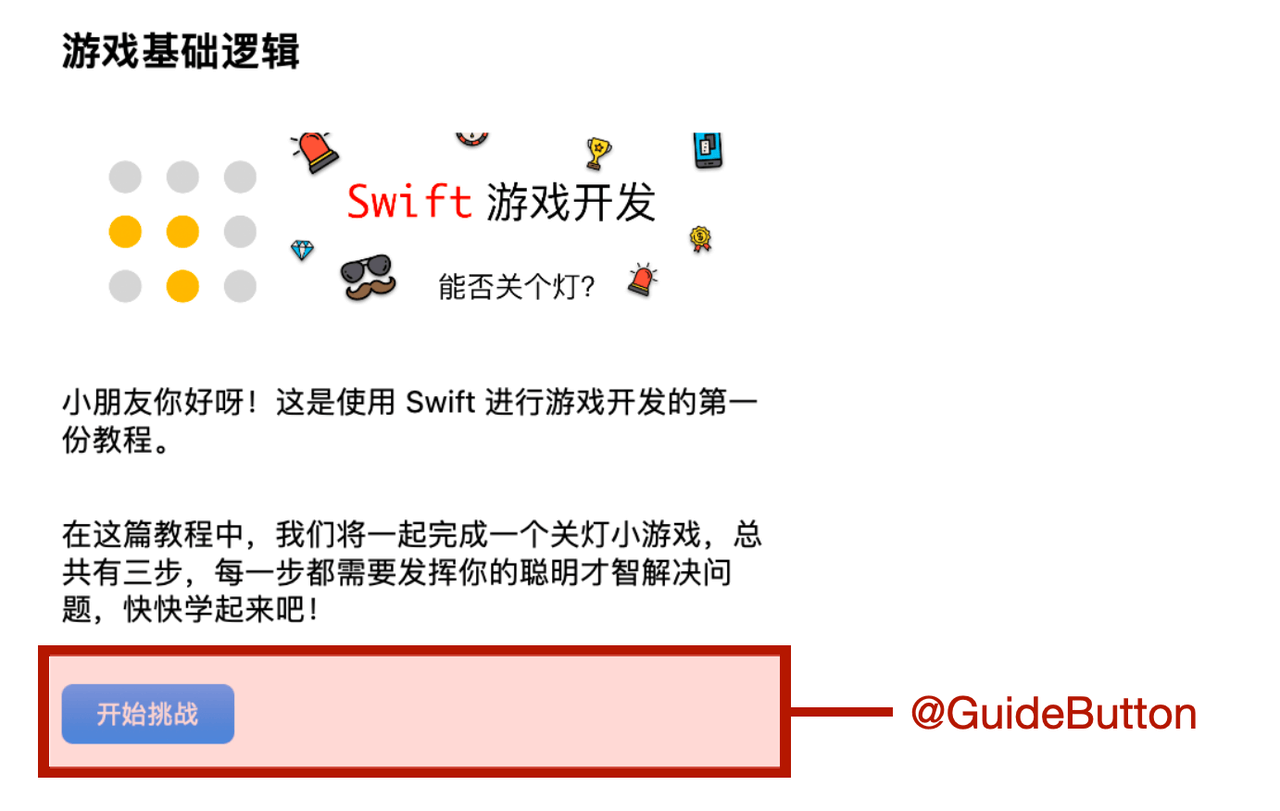 游戏基础逻辑
Swift 游戏开发
能否关个灯?
小朋友你好呀！这是使用 Swift 进行游戏开发的第一
份教程。
在这篇教程中，我们将一起完成一个关灯小游戏，总
共有三步，每一步都需要发挥你的聪明才智解决问
题，快快学起来吧！
开始挑战
@GuideButton